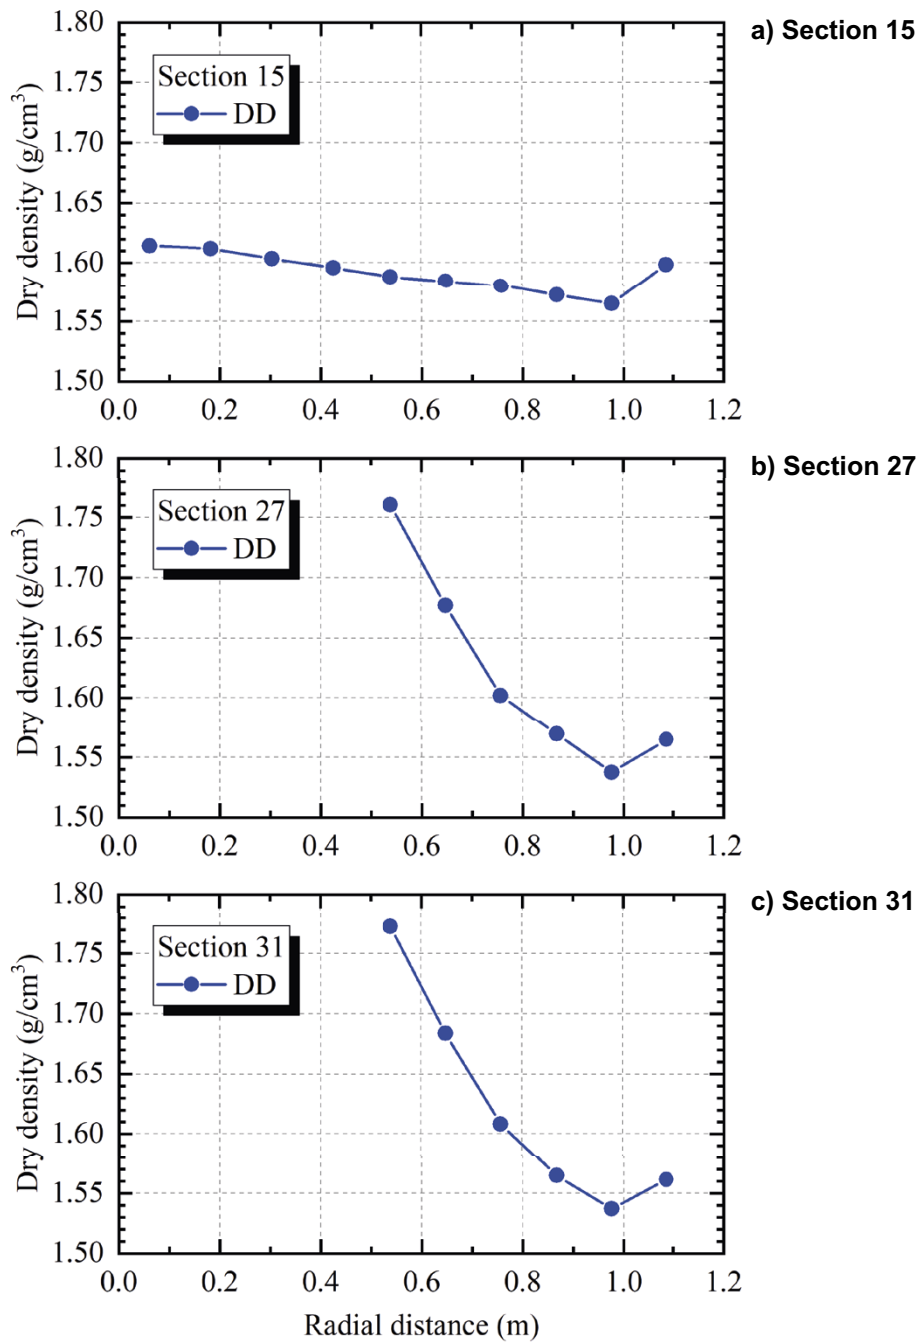 a) Section 15
1.80
1.75
1.70
1.65
1.60
1.55
1.50
Dry density (g/cm³)
Section 15
DD
0.0 0.2 0.4 0.6 0.8 1.0 1.2
b) Section 27
1.80
1.75
1.70
1.65
1.60
1.55
1.50
Dry density (g/cm³)
Section 27
DD
0.0 0.2 0.4 0.6 0.8 1.0 1.2
c) Section 31
1.80
1.75
1.70
1.65
1.60
1.55
1.50
Dry density (g/cm³)
Section 31
DD
0.0 0.2 0.4 0.6 0.8 1.0 1.2
Radial distance (m)